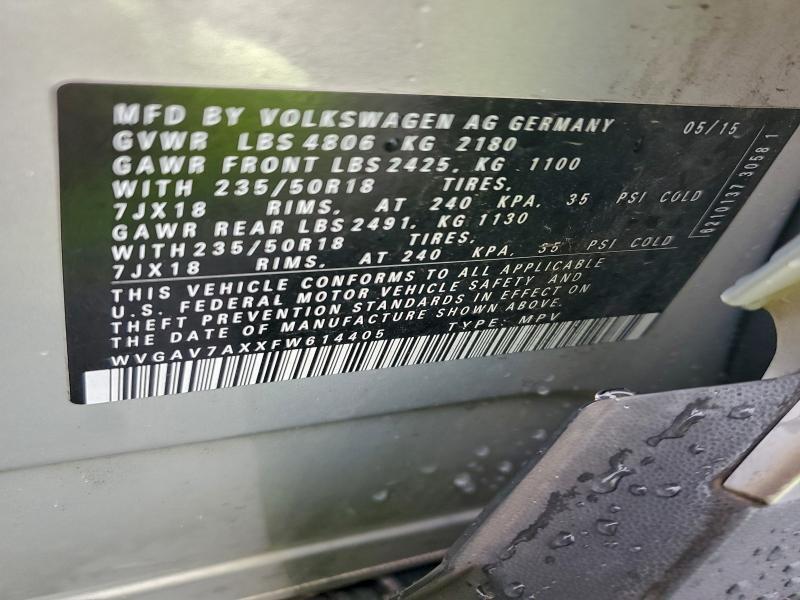 MFD BY VOLKSWAGEN AG GERMANY 05/15
GVWR LBS 4806 KG 2180
GAWR FRONT LBS 2425, KG 1100
WITH 235/50R18 TIRES,
7JX18 RIMS, AT 240 KPA, 35 PSI COLD
GAWR REAR LBS 2491, KG 1130
WITH 235/50R18 TIRES,
7JX18 RIMS, AT 240 KPA, 35 PSI COLD
THIS VEHICLE CONFORMS TO ALL APPLICABLE
U.S. FEDERAL MOTOR VEHICLE SAFETY AND
THEFT PREVENTION STANDARDS IN EFFECT ON
THE DATE OF MANUFACTURE SHOWN ABOVE.
WVGAV7AXXFW614405 TYPE: MPV